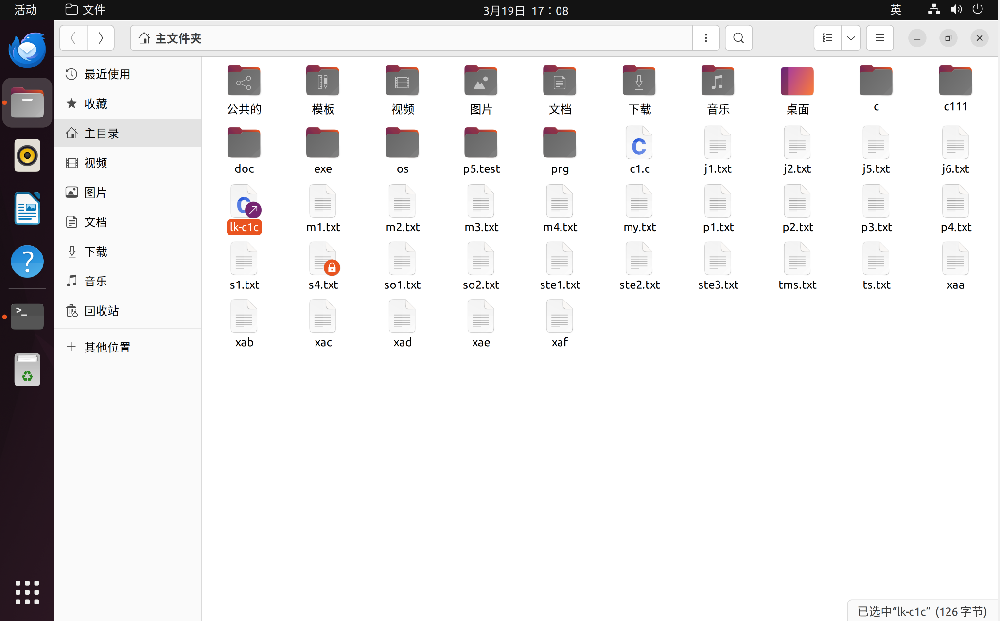 活动 文件 3月19日 17：08 英
主文件夹
最近使用
收藏
主目录
视频
图片
文档
下载
音乐
回收站
其他位置
公共的 模板 视频 图片 文档 下载 音乐 桌面 c c111
doc exe os p5.test prg c1.c j1.txt j2.txt j5.txt j6.txt
lk-c1c m1.txt m2.txt m3.txt m4.txt my.txt p1.txt p2.txt p3.txt p4.txt
s1.txt s4.txt so1.txt so2.txt ste1.txt ste2.txt ste3.txt tms.txt ts.txt xaa
xab xac xad xae xaf
已选中“lk-c1c” (126 字节)